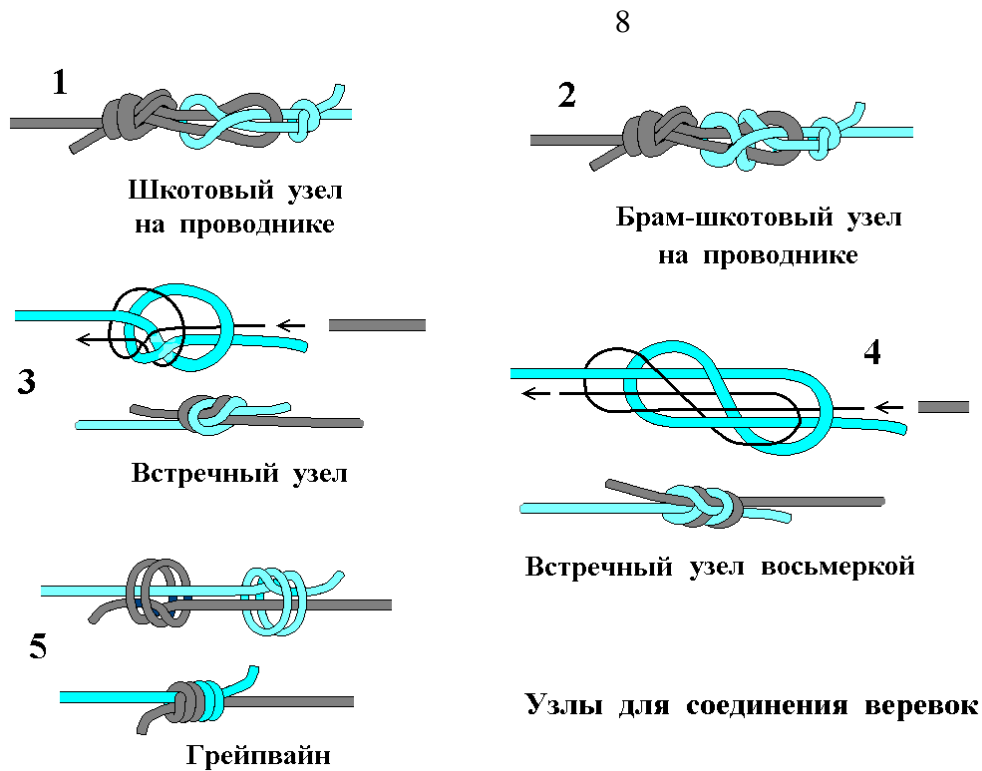 8
1
Шкотовый узел
на проводнике
2
Брам-шкотовый узел
на проводнике
3
Встречный узел
4
Встречный узел восьмеркой
5
Грейпвайн
Узлы для соединения веревок